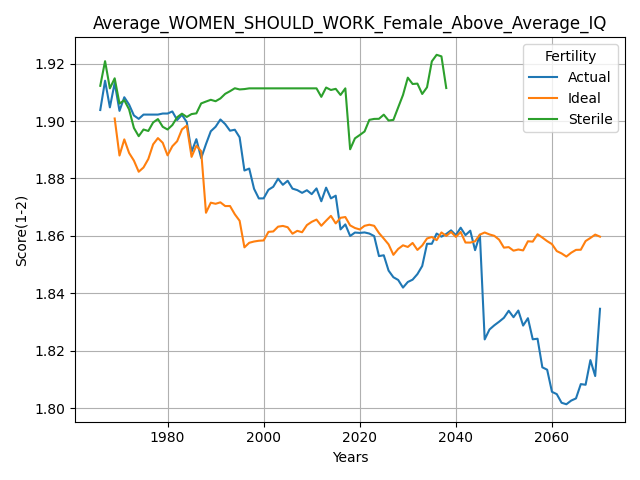 Average_WOMEN_SHOULD_WORK_Female_Above_Average_IQ
Fertility
Actual
Ideal
Sterile
Score(1-2)
1.92
1.90
1.88
1.86
1.84
1.82
1.80
1980
2000
2020
2040
2060
Years